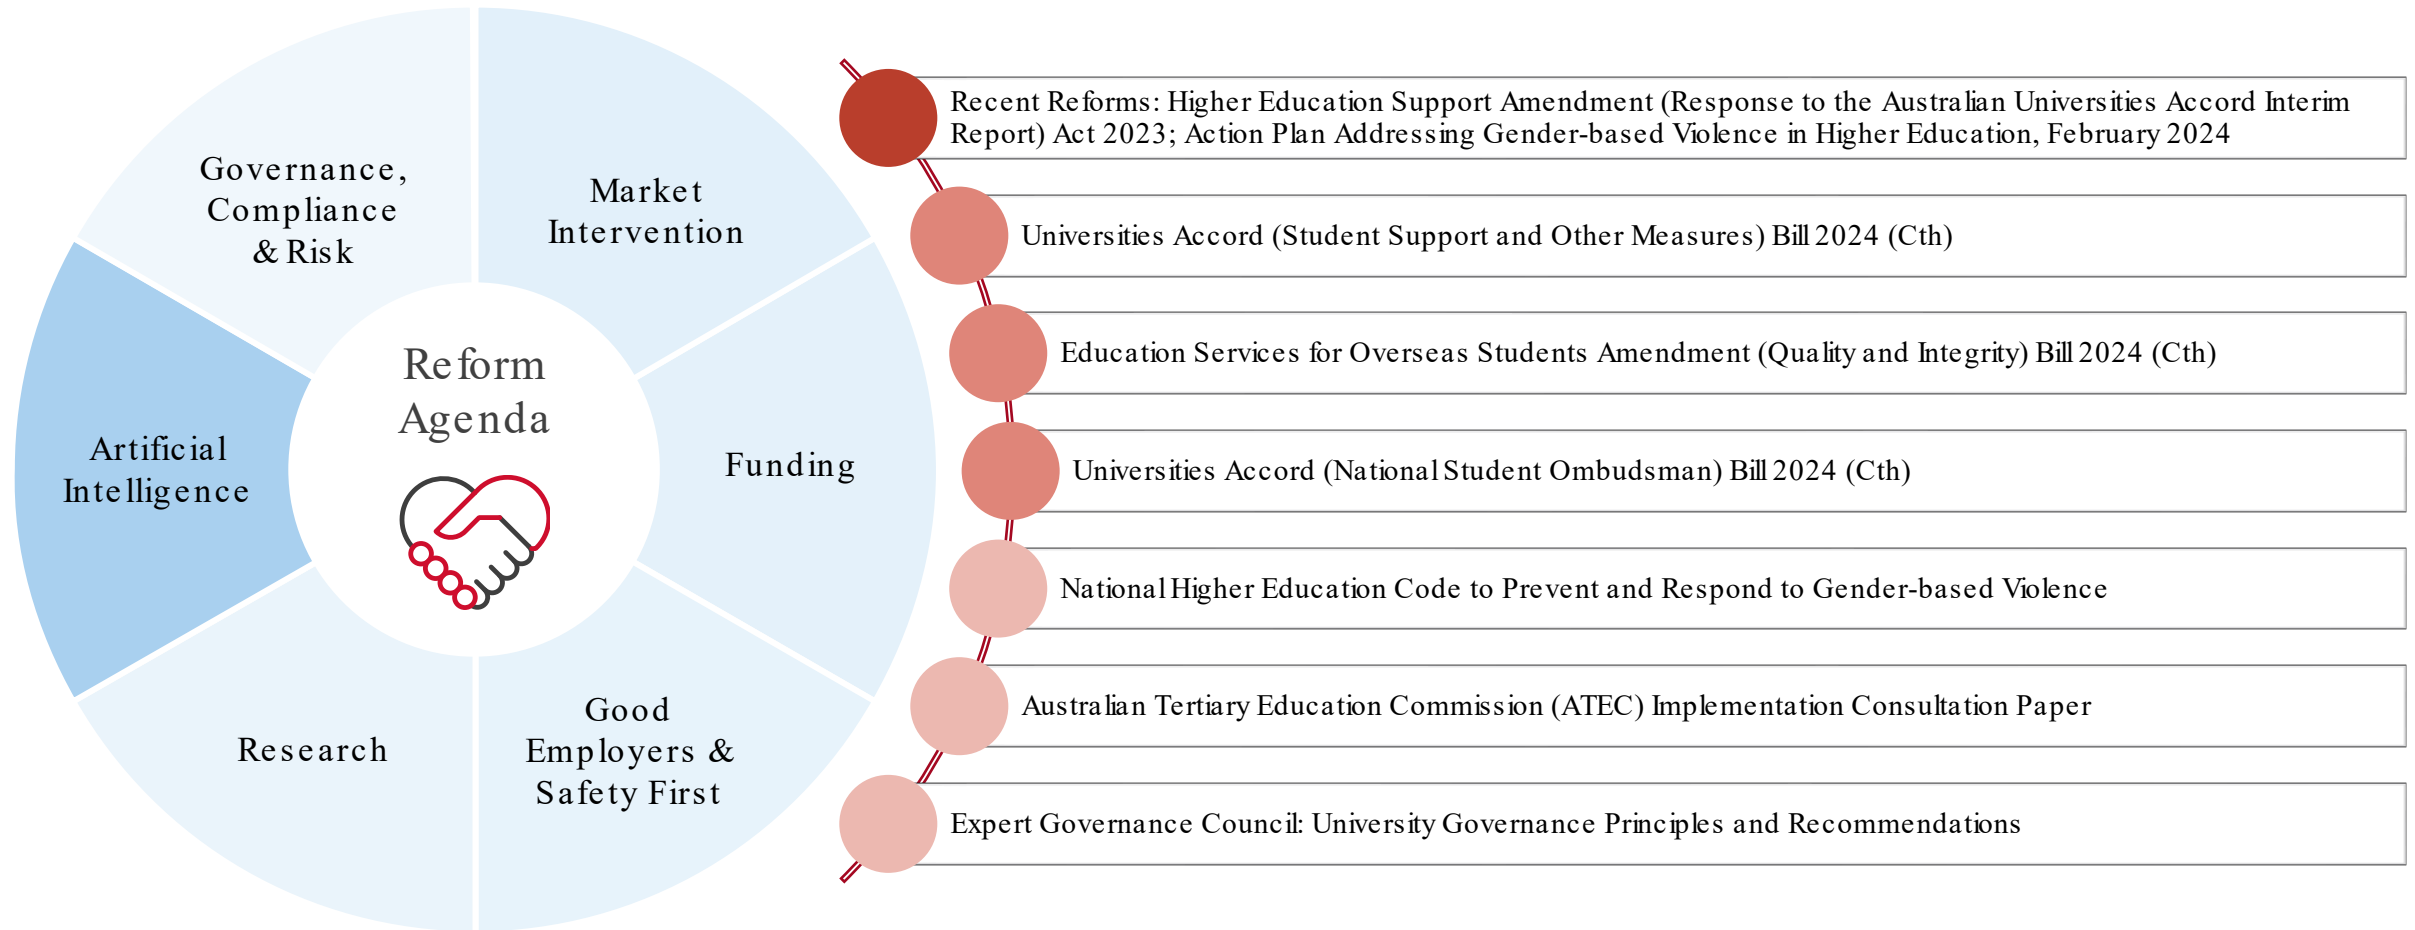 Governance,
Compliance
& Risk
Market
Intervention
Artificial
Intelligence
Reform
Agenda
Funding
Research
Good
Employers &
Safety First
Recent Reforms: Higher Education Support Amendment (Response to the Australian Universities Accord Interim
Report) Act 2023; Action Plan Addressing Gender-based Violence in Higher Education, February 2024
Universities Accord (Student Support and Other Measures) Bill 2024 (Cth)
Education Services for Overseas Students Amendment (Quality and Integrity) Bill 2024 (Cth)
Universities Accord (National Student Ombudsman) Bill 2024 (Cth)
National Higher Education Code to Prevent and Respond to Gender-based Violence
Australian Tertiary Education Commission (ATEC) Implementation Consultation Paper
Expert Governance Council: University Governance Principles and Recommendations